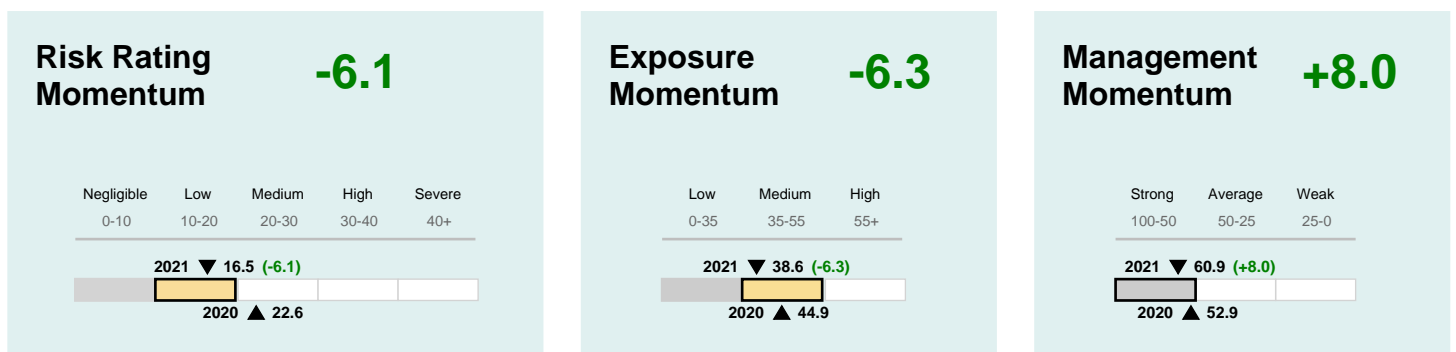 Risk Rating
Momentum
-6.1
Negligible Low Medium High Severe
0-10 10-20 20-30 30-40 40+
2021 ▼ 16.5 (-6.1)
2020 ▲ 22.6
Exposure
Momentum
-6.3
Low Medium High
0-35 35-55 55+
2021 ▼ 38.6 (-6.3)
2020 ▲ 44.9
Management
Momentum
+8.0
Strong Average Weak
100-50 50-25 25-0
2021 ▼ 60.9 (+8.0)
2020 ▲ 52.9